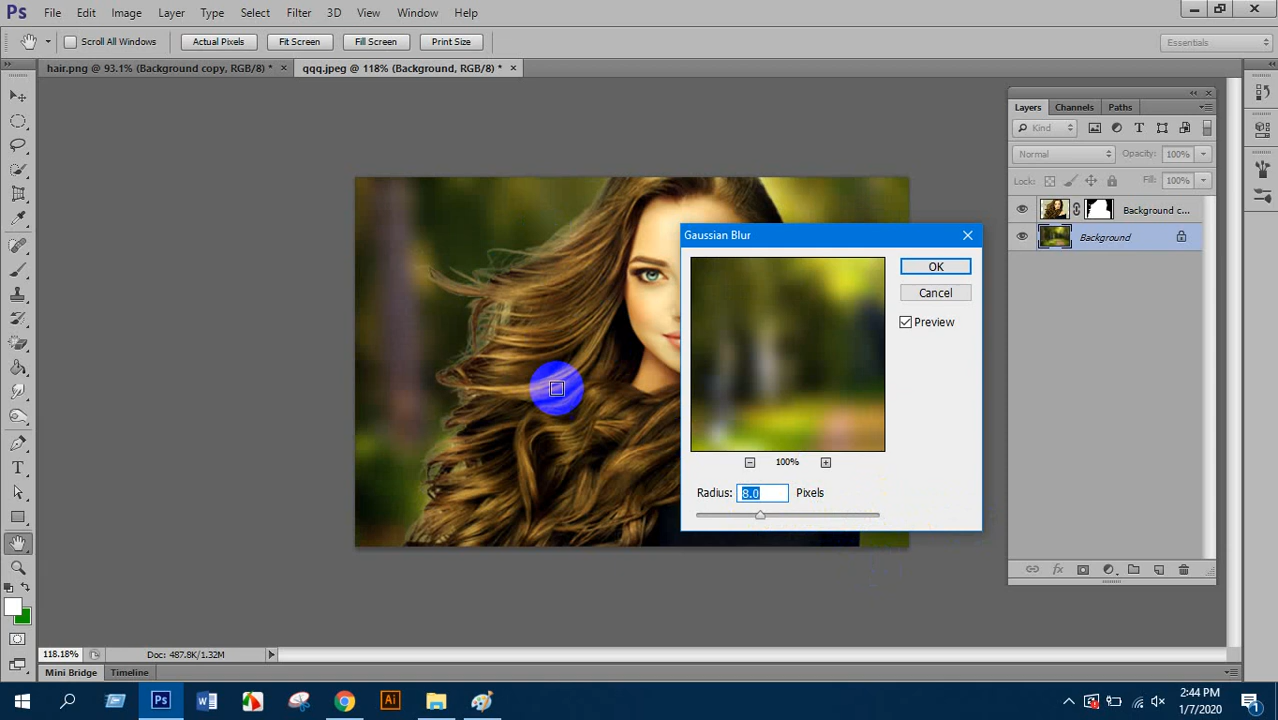 Ps File Edit Image Layer Type Select Filter 3D View Window Help
Scroll All Windows Actual Pixels Fit Screen Fill Screen Print Size Essentials
hair.png @ 93.1% (Background copy, RGB/8) * × qqq.jpeg @ 118% (Background, RGB/8) * ×
Layers Channels Paths
Kind
Normal Opacity: 100%
Lock: Fill: 100%
Background c...
Background
Gaussian Blur
OK
Cancel
Preview
100%
Radius: 8.0 Pixels
118.18% Doc: 487.8K/1.32M
Mini Bridge Timeline
2:44 PM
1/7/2020